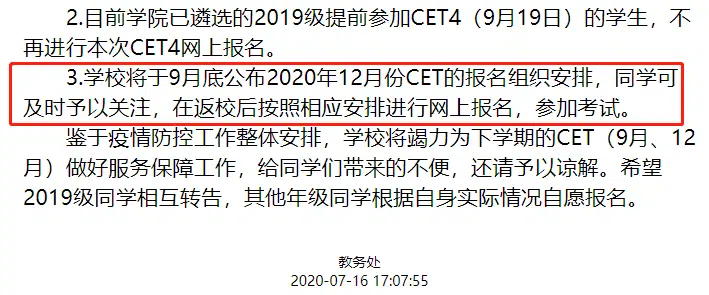 2.目前学院已遴选的2019级提前参加CET4（9月19日）的学生，不
再进行本次CET4网上报名。
3.学校将于9月底公布2020年12月份CET的报名组织安排，同学可
及时予以关注，在返校后按照相应安排进行网上报名，参加考试。
鉴于疫情防控工作整体安排，学校将竭力为下学期的CET（9月、12
月）做好服务保障工作，给同学们带来的不便，还请予以谅解。希望
2019级同学相互转告，其他年级同学根据自身实际情况自愿报名。
教务处
2020-07-16 17:07:55